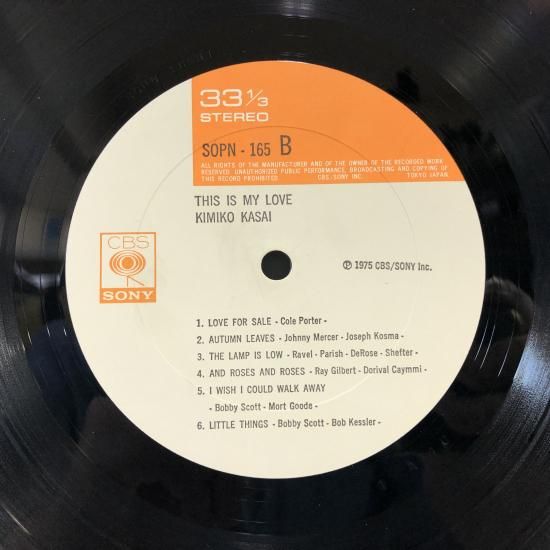 33 1/3
STEREO
SOPN - 165 B
ALL RIGHTS OF THE MANUFACTURER AND OF THE OWNER OF THE RECORDED WORK
RESERVED UNAUTHORIZED PUBLIC PERFORMANCE, BROADCASTING AND COPYING OF
THIS RECORD PROHIBITED CBS/SONY INC. TOKYO JAPAN
THIS IS MY LOVE
KIMIKO KASAI
CBS
SONY
Ⓟ 1975 CBS/SONY Inc.
1. LOVE FOR SALE - Cole Porter -
2. AUTUMN LEAVES - Johnny Mercer - Joseph Kosma -
3. THE LAMP IS LOW - Ravel - Parish - DeRose - Shefter -
4. AND ROSES AND ROSES - Ray Gilbert - Dorival Caymmi -
5. I WISH I COULD WALK AWAY
- Bobby Scott - Mort Goode -
6. LITTLE THINGS - Bobby Scott - Bob Kessler -